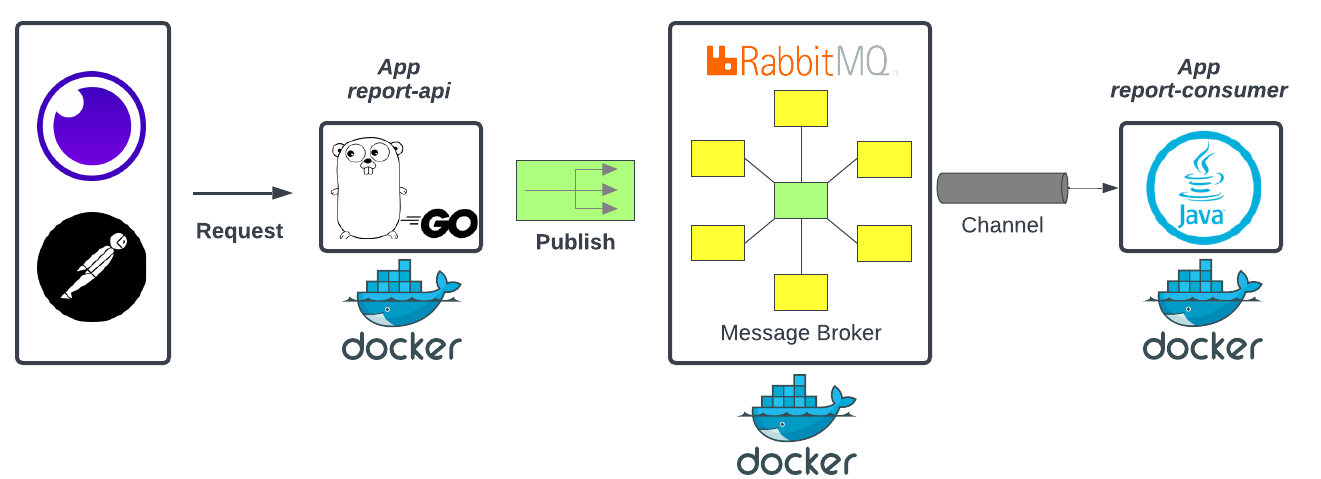 App
report-api
Request
GO
docker
Publish
RabbitMQ
Message Broker
docker
Channel
App
report-consumer
Java
docker